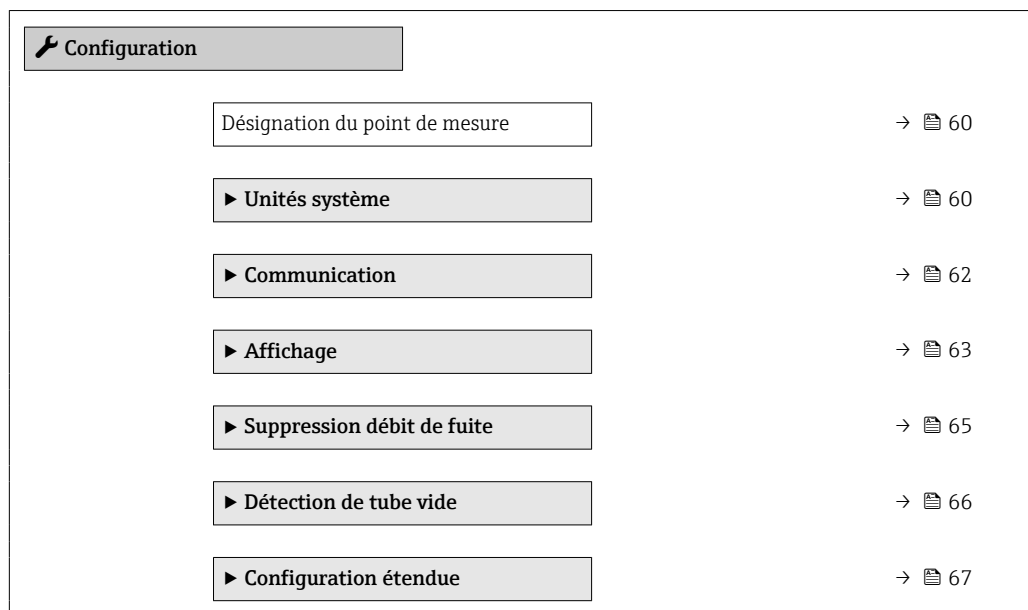 Configuration
Désignation du point de mesure → 60
▶ Unités système → 60
▶ Communication → 62
▶ Affichage → 63
▶ Suppression débit de fuite → 65
▶ Détection de tube vide → 66
▶ Configuration étendue → 67